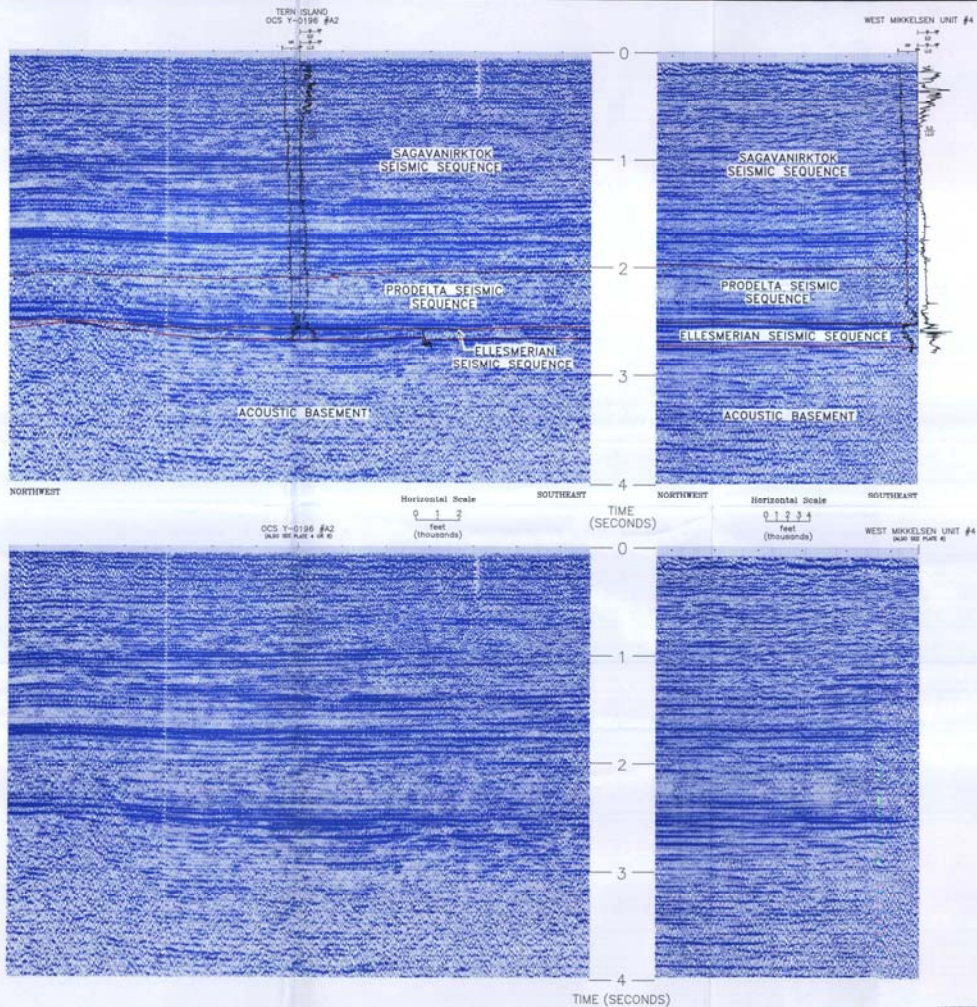 TERN ISLAND
OCS Y-0196 #A2
WEST MIKKELSEN UNIT #4
0
SAGAVANIRKTOK
SEISMIC SEQUENCE
1
SAGAVANIRKTOK
SEISMIC SEQUENCE
2
PRODELTA SEISMIC
SEQUENCE
PRODELTA SEISMIC
SEQUENCE
ELLESMERIAN
SEISMIC SEQUENCE
ELLESMERIAN SEISMIC SEQUENCE
3
ACOUSTIC BASEMENT
ACOUSTIC BASEMENT
4
NORTHWEST
Horizontal Scale
0 1 2
feet
(thousands)
SOUTHEAST
TIME
(SECONDS)
NORTHWEST
Horizontal Scale
0 1 2 3 4
feet
(thousands)
SOUTHEAST
OCS Y-0196 #A2
WEST MIKKELSEN UNIT #4
0
1
2
3
4
TIME (SECONDS)